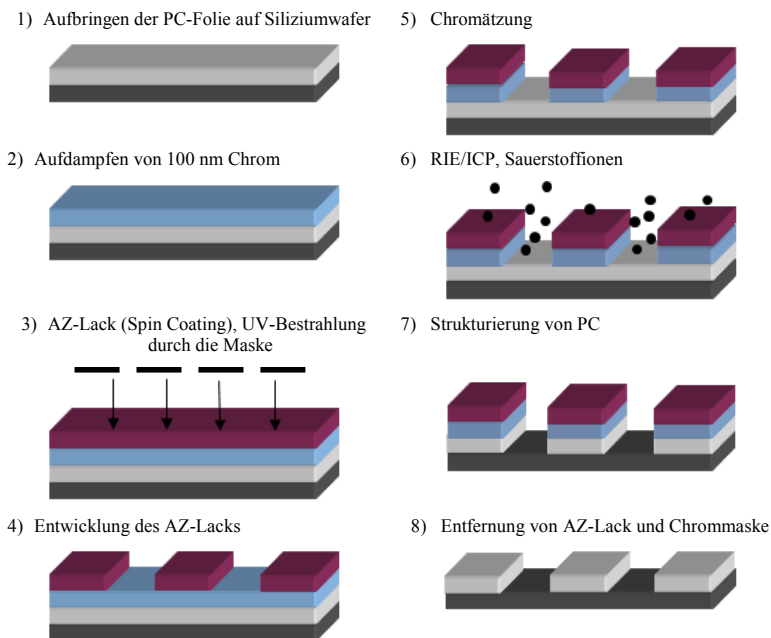 1) Aufbringen der PC-Folie auf Siliziumwafer
2) Aufdampfen von 100 nm Chrom
3) AZ-Lack (Spin Coating), UV-Bestrahlung
durch die Maske
4) Entwicklung des AZ-Lacks
5) Chromätzung
6) RIE/ICP, Sauerstoffionen
7) Strukturierung von PC
8) Entfernung von AZ-Lack und Chrommaske